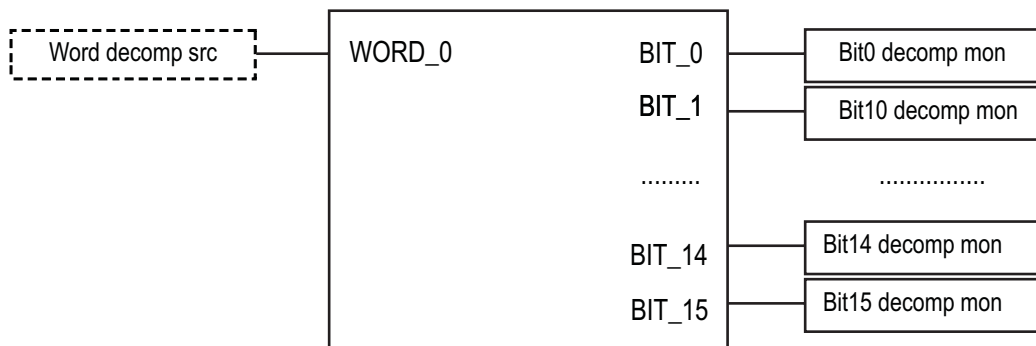 Word decomp src WORD_0 BIT_0 Bit0 decomp mon
BIT_1 Bit10 decomp mon
......... ................
BIT_14 Bit14 decomp mon
BIT_15 Bit15 decomp mon